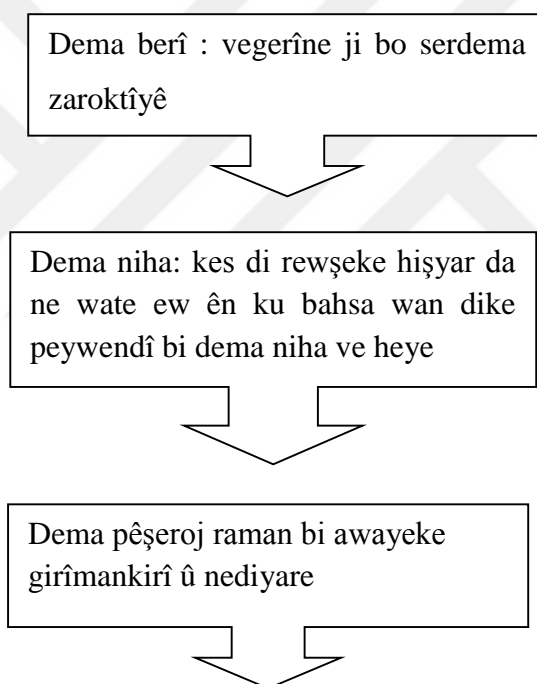 Dema berî : vegerîne ji bo serdema
zaroktîyê
Dema niha: kes di rewşeke hişyar da
ne wate ew ên ku bahsa wan dike
peywendî bi dema niha ve heye
Dema pêşeroj raman bi awayeke
girîmankirî û nediyare